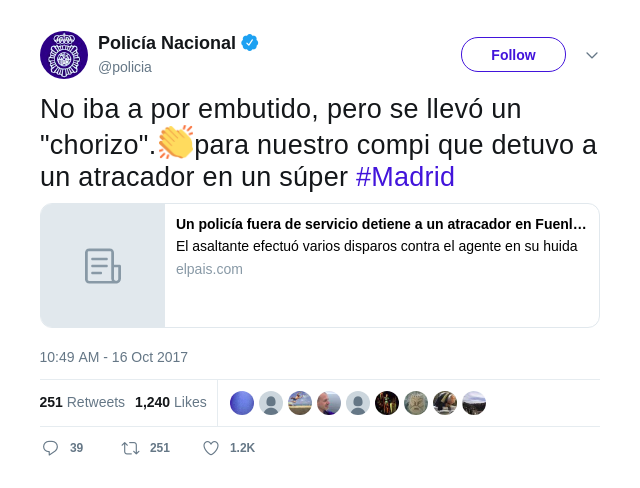 Policía Nacional
@policia
Follow
No iba a por embutido, pero se llevó un
"chorizo".👏para nuestro compi que detuvo a
un atracador en un súper #Madrid
Un policía fuera de servicio detiene a un atracador en Fuenl…
El asaltante efectuó varios disparos contra el agente en su huida
elpais.com
10:49 AM - 16 Oct 2017
251 Retweets 1,240 Likes
39 251 1.2K